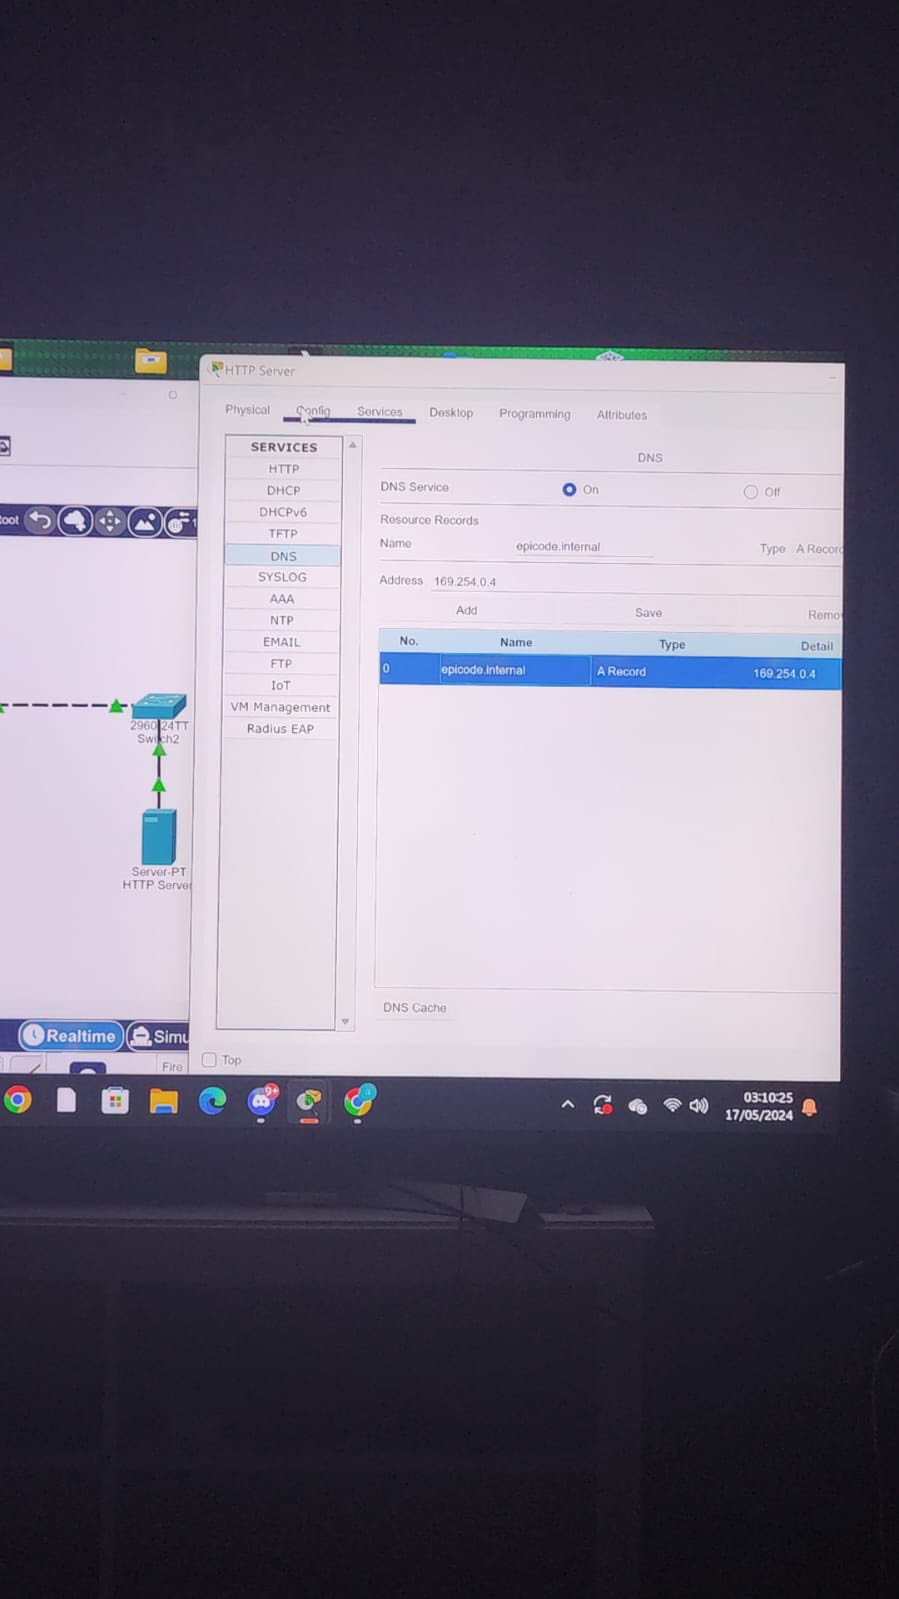 HTTP Server
Physical Config Services Desktop Programming Attributes
SERVICES
HTTP
DHCP
DHCPv6
TFTP
DNS
SYSLOG
AAA
NTP
EMAIL
FTP
IoT
VM Management
Radius EAP
DNS
DNS Service On Off
Resource Records
Name epicode.internal Type A Recor
Address 169.254.0.4
Add Save Remo
No. Name Type Detail
0 epicode.internal A Record 169.254.0.4
DNS Cache
Top
oot
2960 24TT
Switch2
Server-PT
HTTP Server
Realtime Simu
Fire
9+
03:10:25
17/05/2024